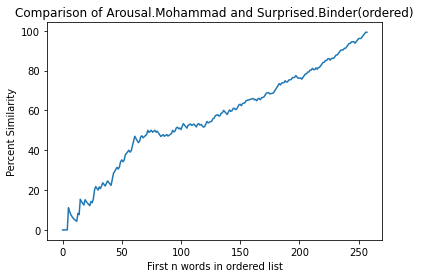 Comparison of Arousal.Mohammad and Surprised.Binder(ordered)
100
80
60
40
20
0
Percent Similarity
0 50 100 150 200 250
First n words in ordered list